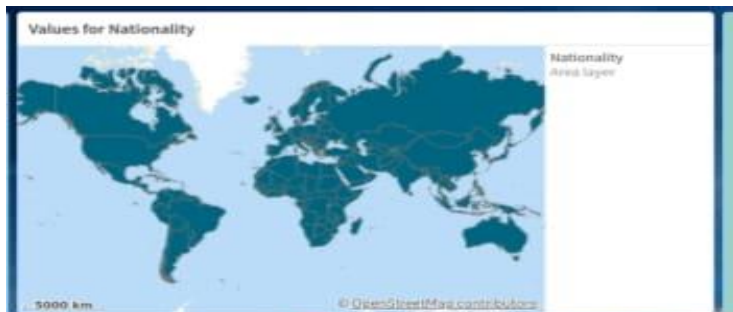 Values for Nationality
Nationality
Area layer
5000 km
© OpenStreetMap contributors